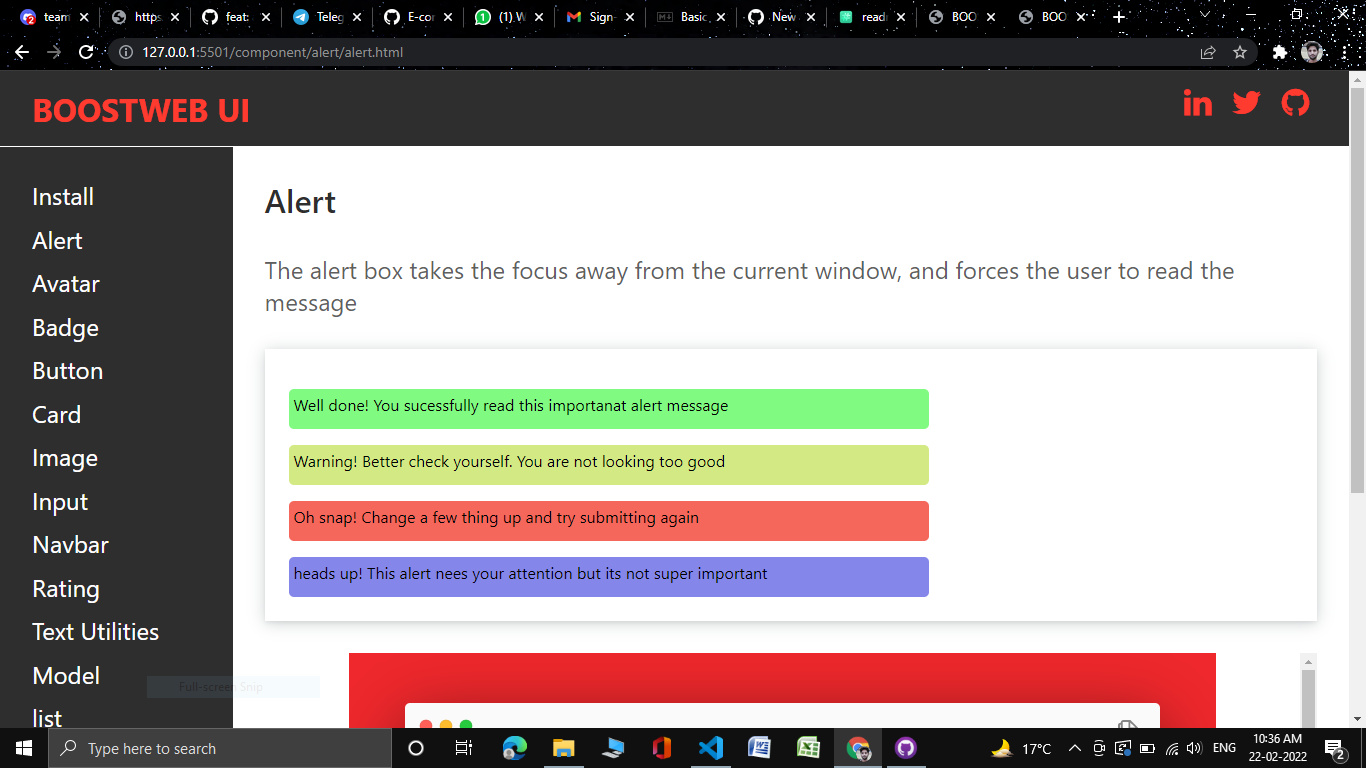 team
https
feat:
Teleg
E-cor
(1) W
Sign
Basic
New
read
BOO
BOO
127.0.0.1:5501/component/alert/alert.html
BOOSTWEB UI
Install
Alert
Avatar
Badge
Button
Card
Image
Input
Navbar
Rating
Text Utilities
Model
list
Alert
The alert box takes the focus away from the current window, and forces the user to read the
message
Well done! You sucessfully read this importanat alert message
Warning! Better check yourself. You are not looking too good
Oh snap! Change a few thing up and try submitting again
heads up! This alert nees your attention but its not super important
Full-screen Snip
Type here to search
17°C
ENG
10:36 AM
22-02-2022
2